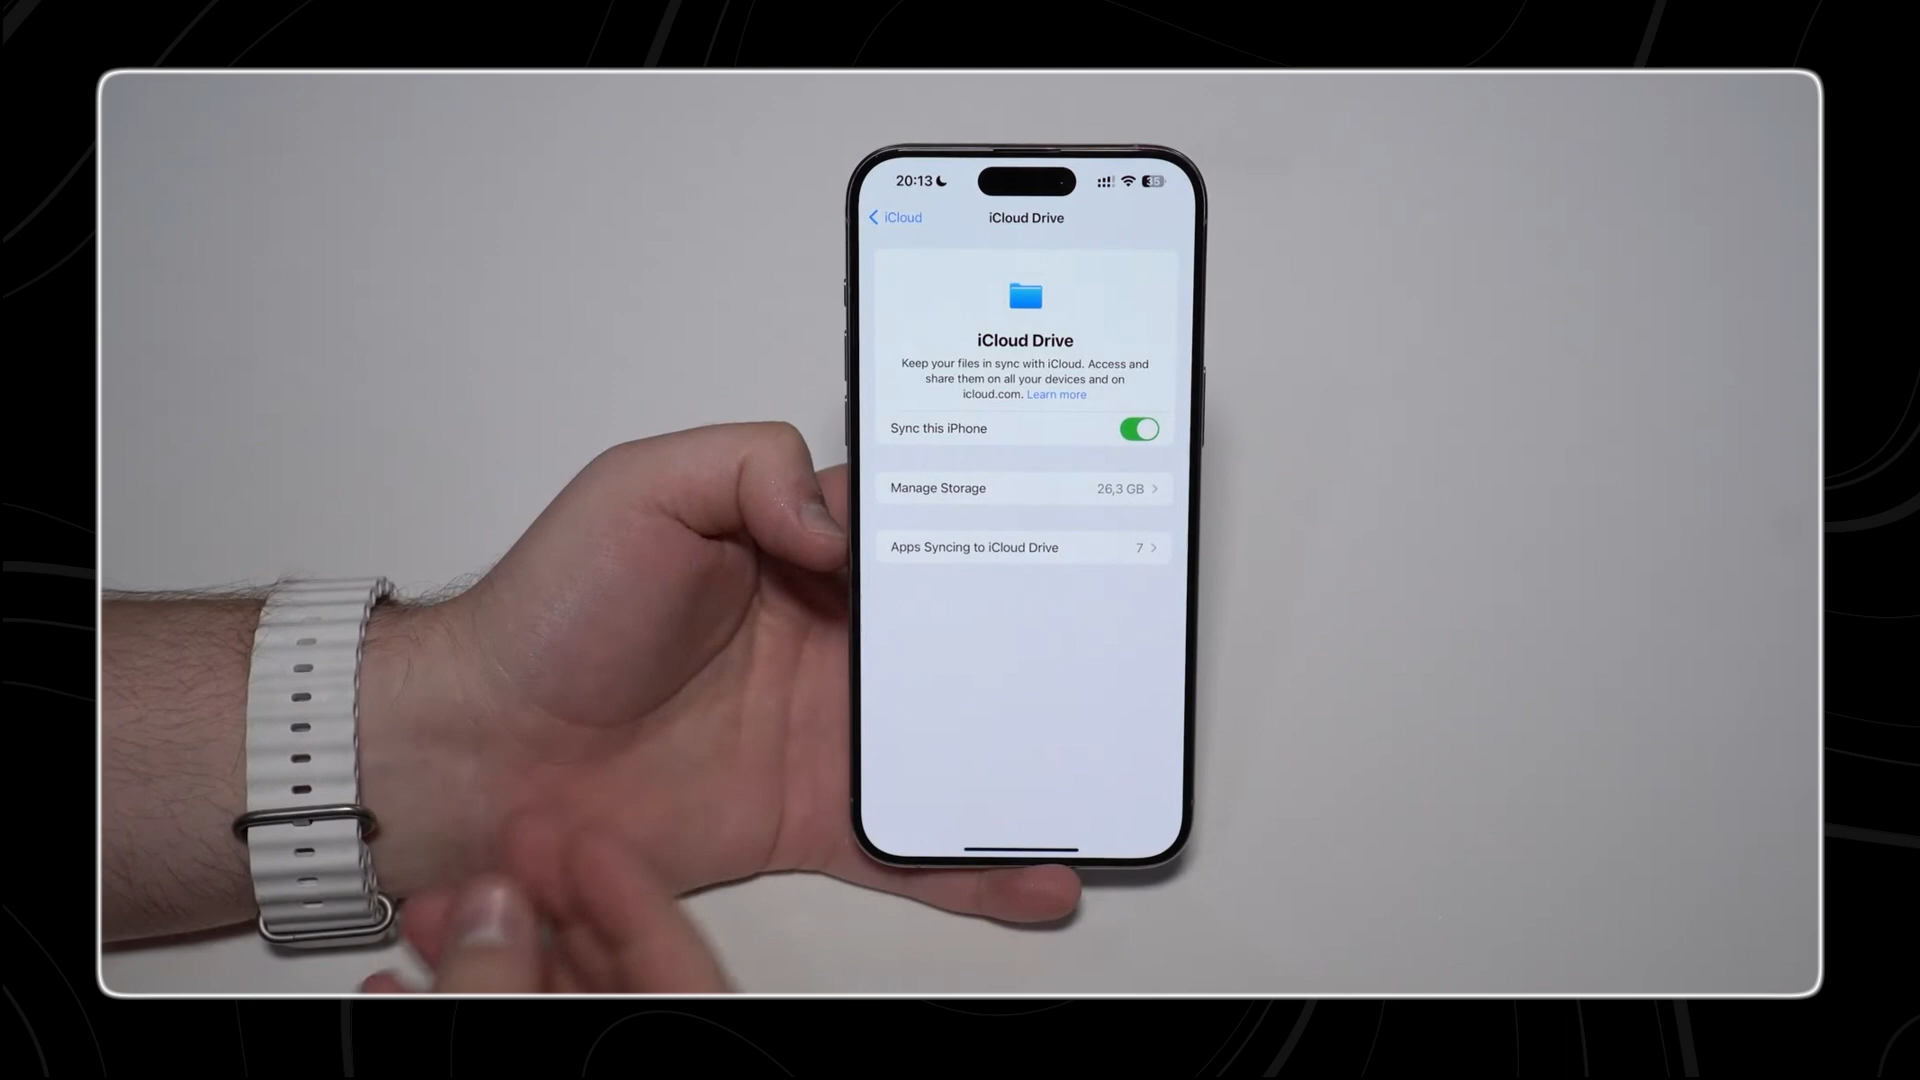 20:13
35
iCloud
iCloud Drive
iCloud Drive
Keep your files in sync with iCloud. Access and
share them on all your devices and on
icloud.com. Learn more
Sync this iPhone
Manage Storage 26,3 GB
Apps Syncing to iCloud Drive 7